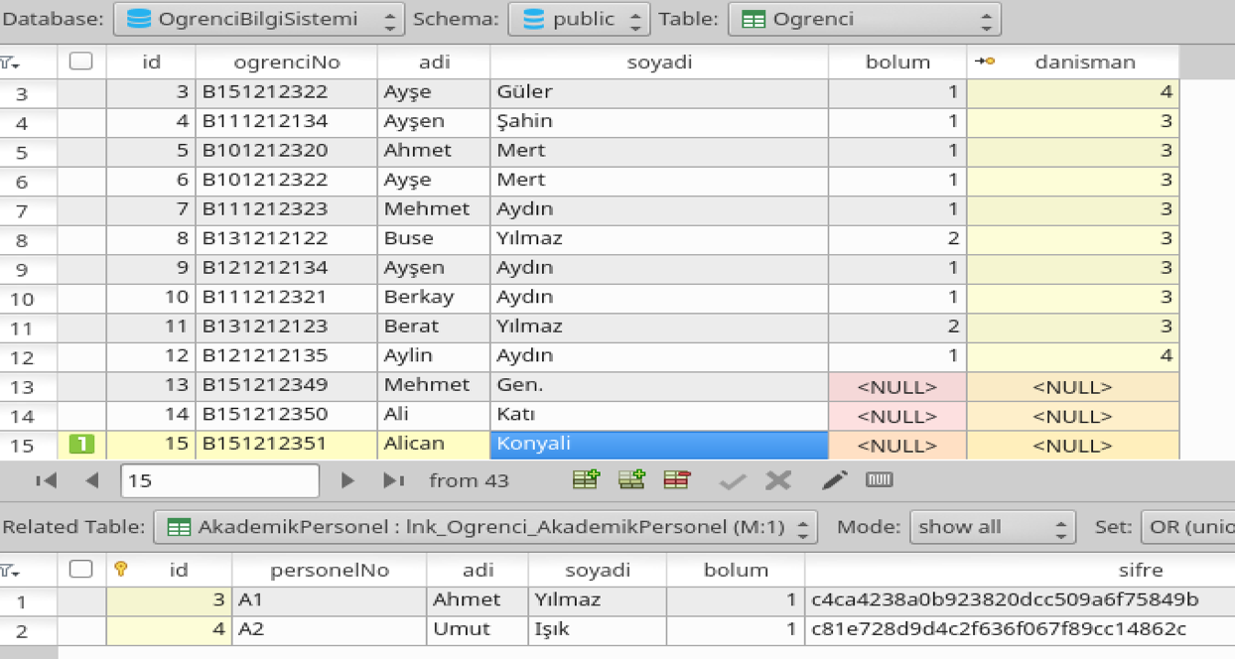 Database: OgrenciBilgiSistemi Schema: public Table: Ogrenci
id ogrenciNo adi soyadi bolum danisman
3 3 B151212322 Ayşe Güler 1 4
4 4 B111212134 Ayşen Şahin 1 3
5 5 B101212320 Ahmet Mert 1 3
6 6 B101212322 Ayşe Mert 1 3
7 7 B111212323 Mehmet Aydın 1 3
8 8 B131212122 Buse Yılmaz 2 3
9 9 B121212134 Ayşen Aydın 1 3
10 10 B111212321 Berkay Aydın 1 3
11 11 B131212123 Berat Yılmaz 2 3
12 12 B121212135 Aylin Aydın 1 4
13 13 B151212349 Mehmet Gen. <NULL> <NULL>
14 14 B151212350 Ali Katı <NULL> <NULL>
15 1 15 B151212351 Alican Konyali <NULL> <NULL>
15 from 43
Related Table: AkademikPersonel : lnk_Ogrenci_AkademikPersonel (M:1) Mode: show all Set: OR (unio
id personelNo adi soyadi bolum sifre
1 3 A1 Ahmet Yılmaz 1 c4ca4238a0b923820dcc509a6f75849b
2 4 A2 Umut Işık 1 c81e728d9d4c2f636f067f89cc14862c